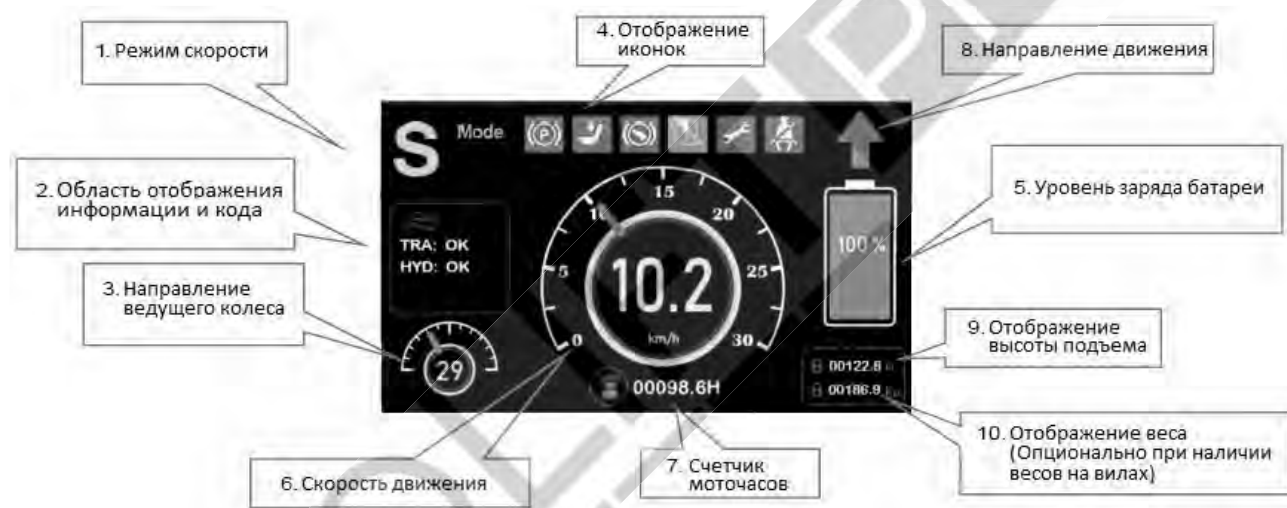 1. Режим скорости
4. Отображение
иконок
8. Направление движения
S Mode
2. Область отображения
информации и кода
5. Уровень заряда батареи
TRA: OK
HYD: OK
0
5
10
15
20
25
30
10.2
km/h
100 %
3. Направление
ведущего колеса
29
00098.6H
9. Отображение
высоты подъема
00122.8
00186.9
10. Отображение веса
(Опционально при наличии
весов на вилах)
6. Скорость движения
7. Счетчик
моточасов